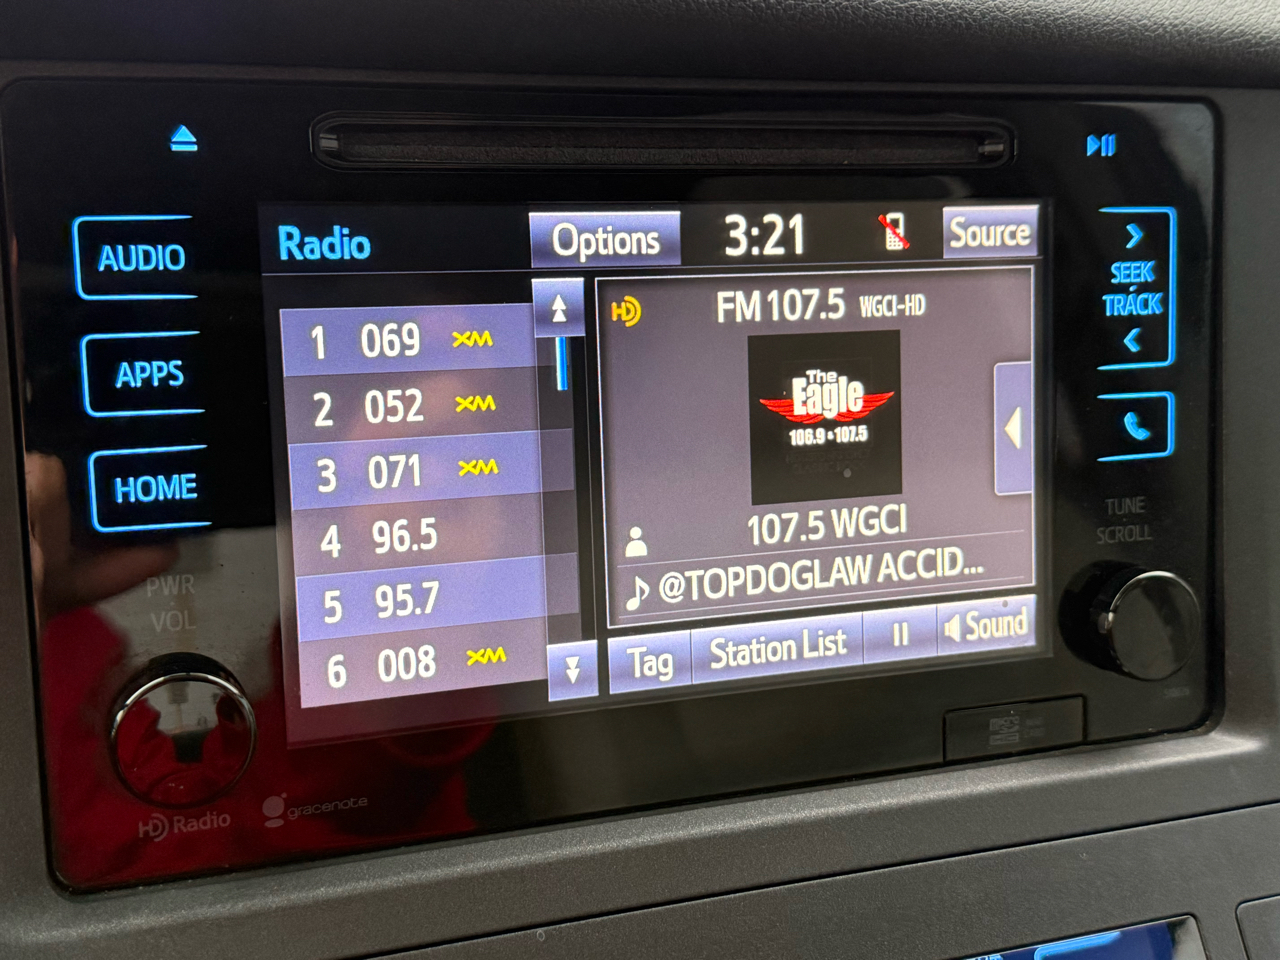 AUDIO
APPS
HOME
PWR
VOL
HD Radio
gracenote
Radio
Options
3:21
Source
1 069 XM
2 052 XM
3 071 XM
4 96.5
5 95.7
6 008 XM
HD
FM 107.5 WGCI-HD
The
Eagle
106.9 107.5
107.5 WGCI
@TOPDOGLAW ACCID...
Tag
Station List
Sound
SEEK
TRACK
TUNE
SCROLL